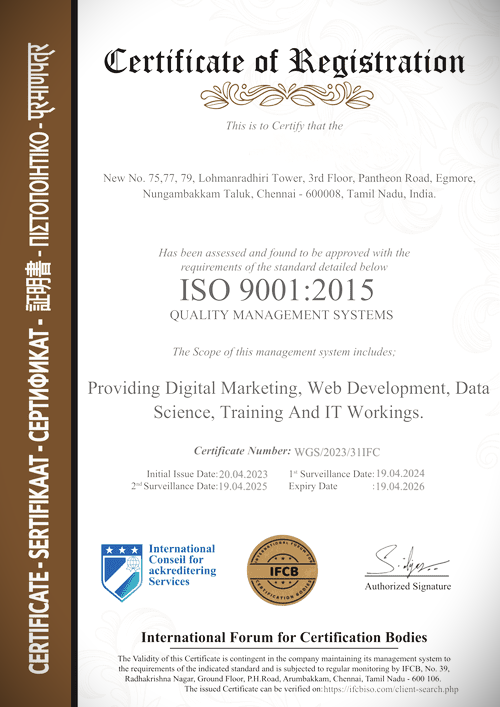 Certificate of Registration
This is to Certify that the
New No. 75,77, 79, Lohmanradhiri Tower, 3rd Floor, Pantheon Road, Egmore,
Nungambakkam Taluk, Chennai - 600008, Tamil Nadu, India.
Has been assessed and found to be approved with the
requirements of the standard detailed below
ISO 9001:2015
QUALITY MANAGEMENT SYSTEMS
The Scope of this management system includes;
Providing Digital Marketing, Web Development, Data
Science, Training And IT Workings.
Certificate Number: WGS/2023/31IFC
Initial Issue Date:20.04.2023 1st Surveillance Date:19.04.2024
2nd Surveillance Date:19.04.2025 Expiry Date :19.04.2026
International
Conseil for
ackreditering
Services
INTERNATIONAL FORUM FOR
IFCB
CERTIFICATION BODIES
Authorized Signature
International Forum for Certification Bodies
The Validity of this Certificate is contingent in the company maintaining its management system to
the requirements of the indicated standard and is subjected to regular monitoring by IFCB, No. 39,
Radhakrishna Nagar, Ground Floor, P.H.Road, Arumbakkam, Chennai, Tamil Nadu - 600 106.
The issued Certificate can be verified on:https://ifcbiso.com/client-search.php
CERTIFICATE - SERTIFIKAAT - СЕРТИФИКАТ - 証明書 - ΠΙΣΤΟΠΟΙΗΤΙΚΟ - प्रमाणपत्र